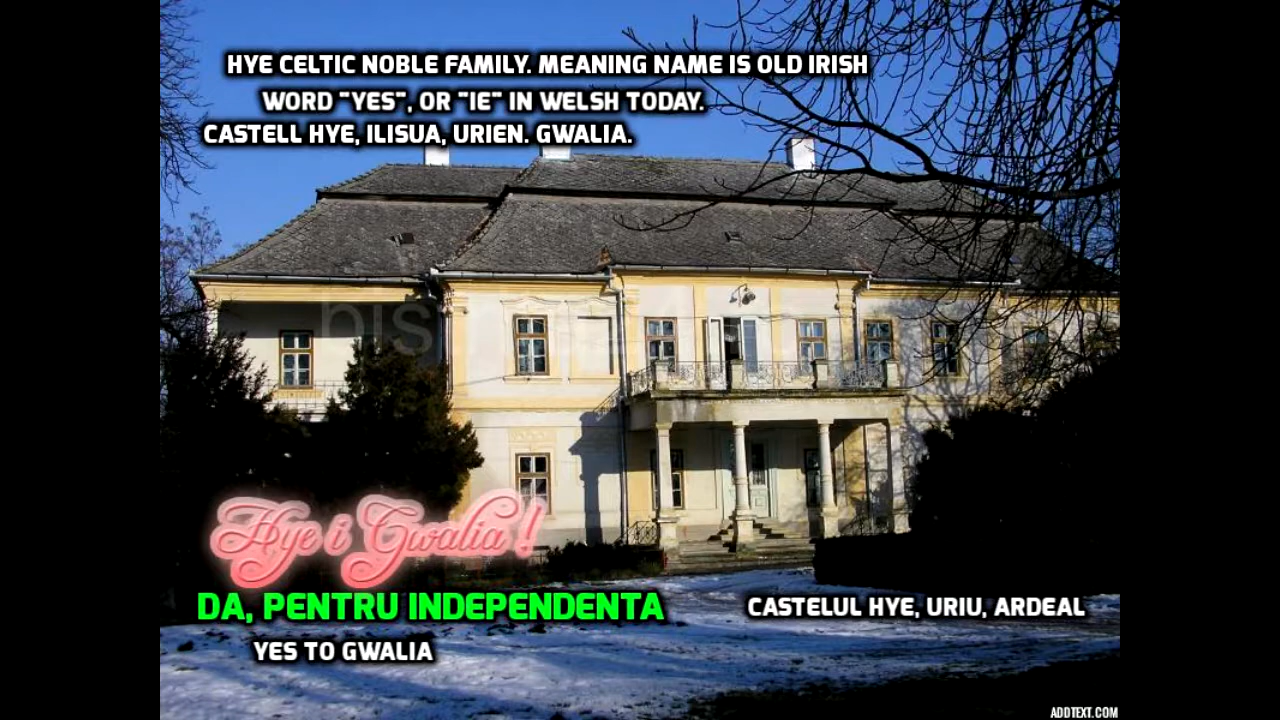 HYE CELTIC NOBLE FAMILY. MEANING NAME IS OLD IRISH
WORD "YES", OR "IE" IN WELSH TODAY.
CASTELL HYE, ILISUA, URIEN. GWALIA.
Hye i Gwalia!
DA, PENTRU INDEPENDENTA
CASTELUL HYE, URIU, ARDEAL
YES TO GWALIA
ADDTEXT.COM